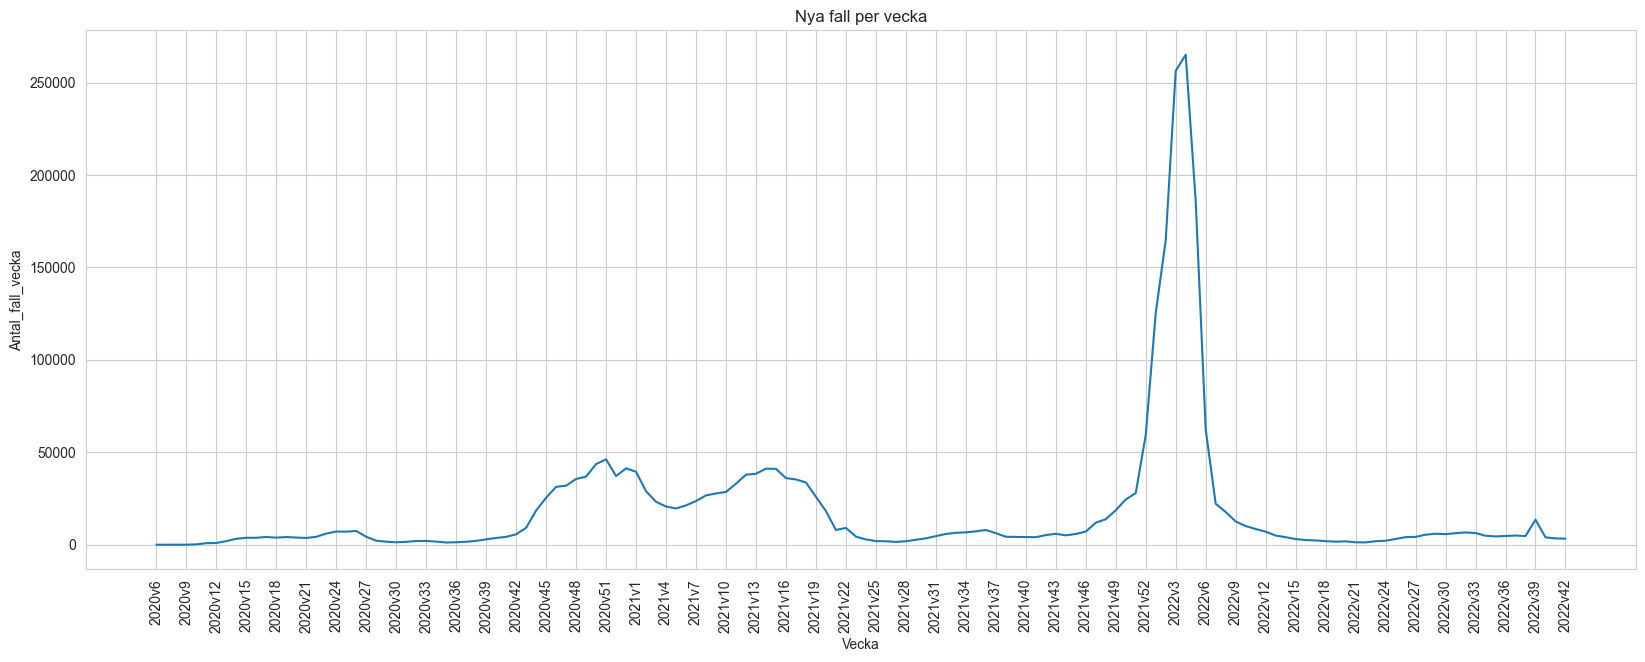 Nya fall per vecka
Antal_fall_vecka
250000
200000
150000
100000
50000
0
2020v6
2020v9
2020v12
2020v15
2020v18
2020v21
2020v24
2020v27
2020v30
2020v33
2020v36
2020v39
2020v42
2020v45
2020v48
2020v51
2021v1
2021v4
2021v7
2021v10
2021v13
2021v16
2021v19
2021v22
2021v25
2021v28
2021v31
2021v34
2021v37
2021v40
2021v43
2021v46
2021v49
2021v52
2022v3
2022v6
2022v9
2022v12
2022v15
2022v18
2022v21
2022v24
2022v27
2022v30
2022v33
2022v36
2022v39
2022v42
Vecka